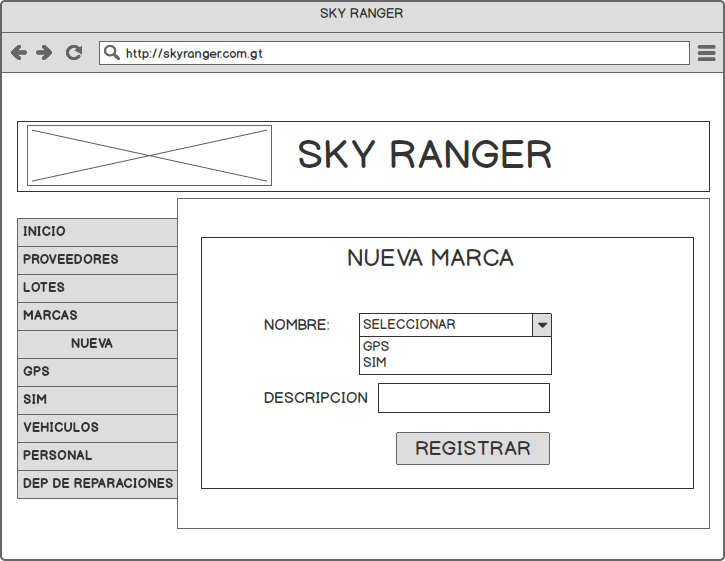 SKY RANGER
http://skyranger.com.gt
SKY RANGER
INICIO
PROVEEDORES
LOTES
MARCAS
NUEVA
GPS
SIM
VEHICULOS
PERSONAL
DEP DE REPARACIONES
NUEVA MARCA
NOMBRE: SELECCIONAR
GPS
SIM
DESCRIPCION
REGISTRAR